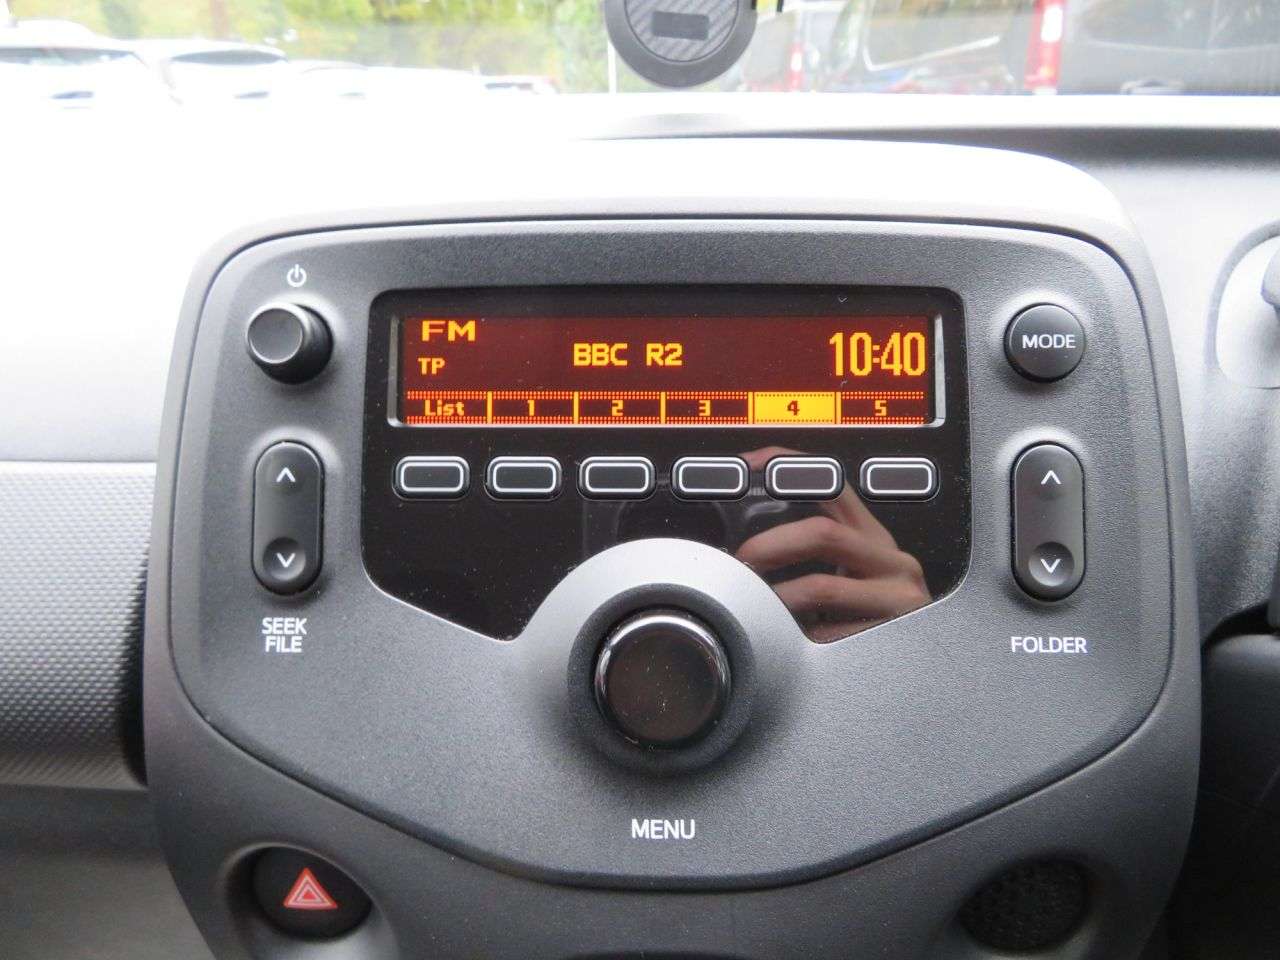 FM
TP
BBC R2
10:40
List 1 2 3 4 5
MODE
SEEK
FILE
FOLDER
MENU